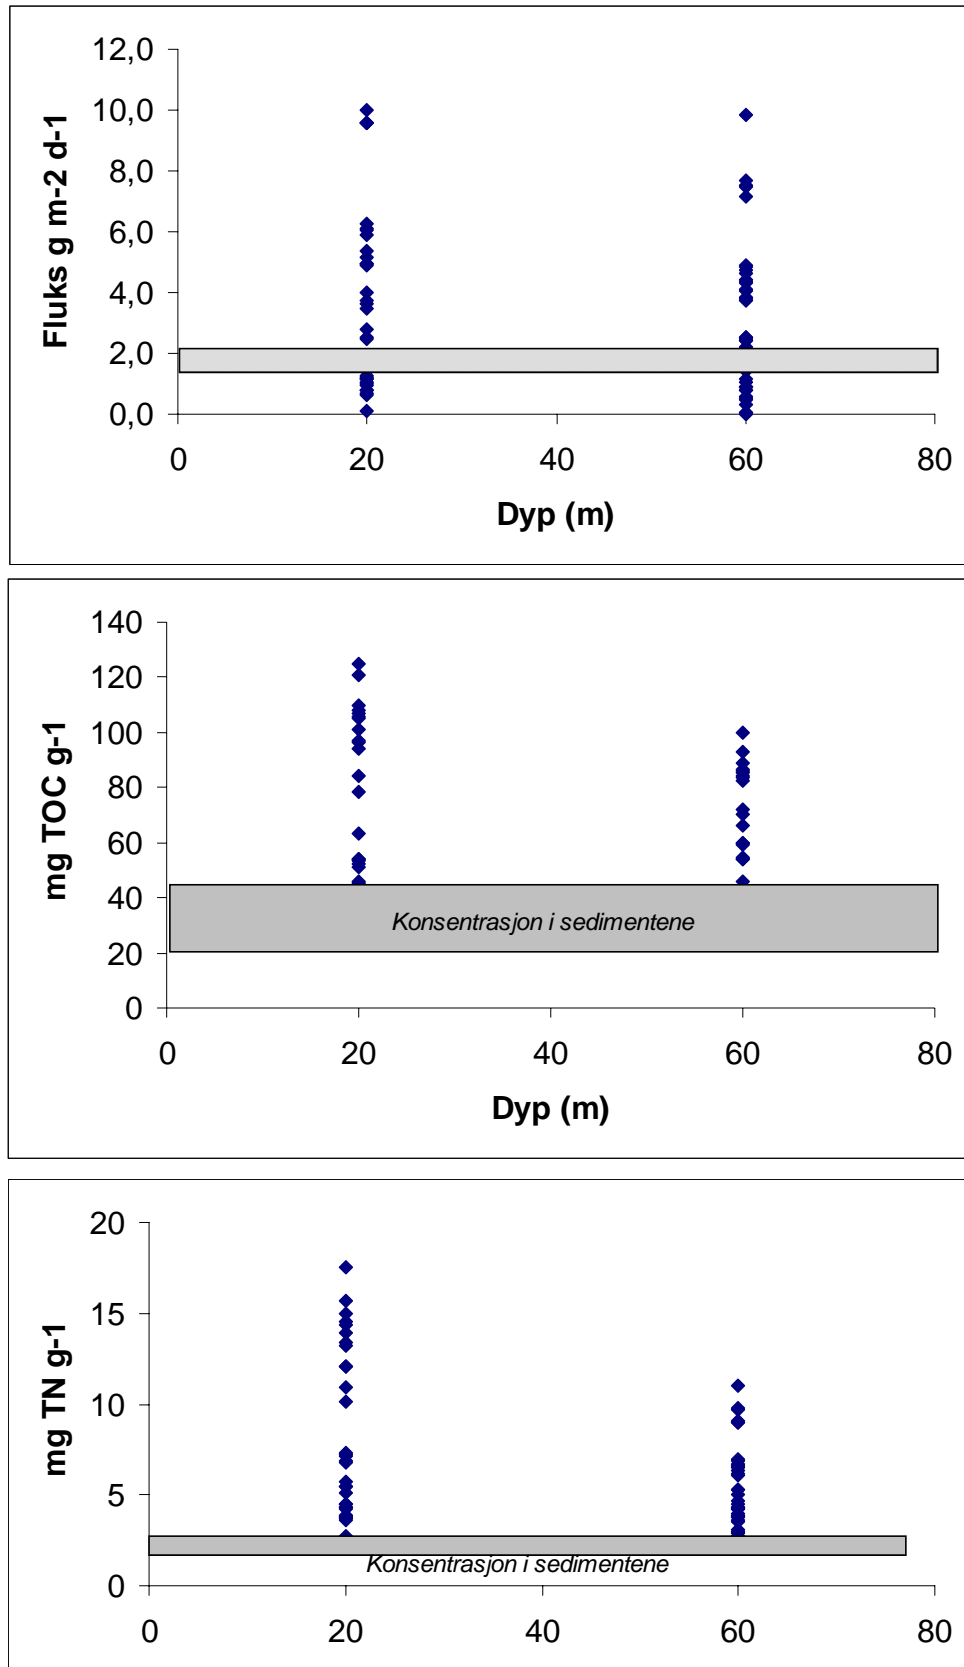 12,0
10,0
8,0
6,0
4,0
2,0
0,0
Fluks g m-2 d-1
0 20 40 60 80
Dyp (m)
140
120
100
80
60
40
20
0
mg TOC g-1
Konsentrasjon i sedimentene
0 20 40 60 80
Dyp (m)
20
15
10
5
0
mg TN g-1
Konsentrasjon i sedimentene
0 20 40 60 80